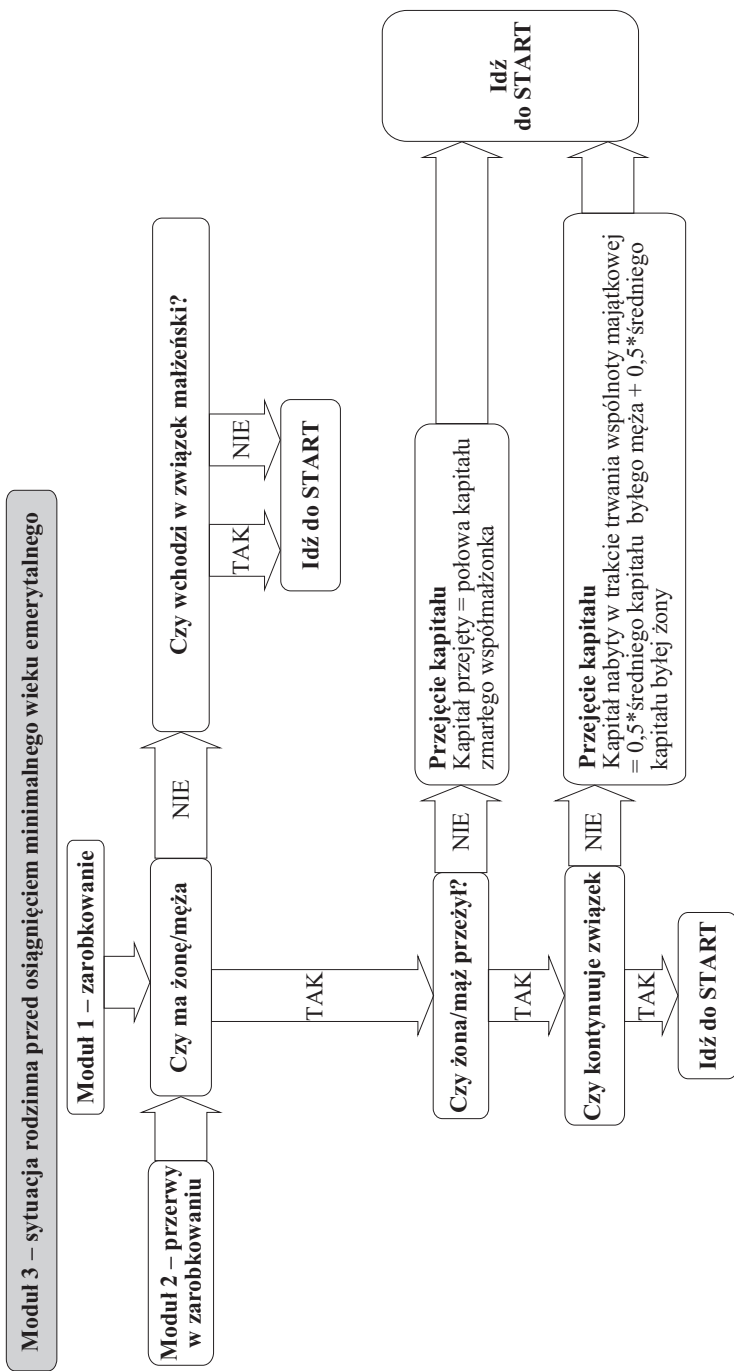 Moduł 3 – sytuacja rodzinna przed osiągnięciem minimalnego wieku emerytalnego
Moduł 1 – zarobkowanie
Moduł 2 – przerwy
w zarobkowaniu
Czy ma żonę/męża
NIE
Czy wchodzi w związek małżeński?
TAK
NIE
Idź do START
TAK
Czy żona/mąż przeżył?
NIE
Przejęcie kapitału
Kapitał przejęty = połowa kapitału
zmarłego współmałżonka
TAK
Czy kontynuuje związek
NIE
Przejęcie kapitału
Kapitał nabyty w trakcie trwania wspólnoty majątkowej
= 0,5*średniego kapitału byłego męża + 0,5*średniego
kapitału byłej żony
Idź
do START
TAK
Idź do START